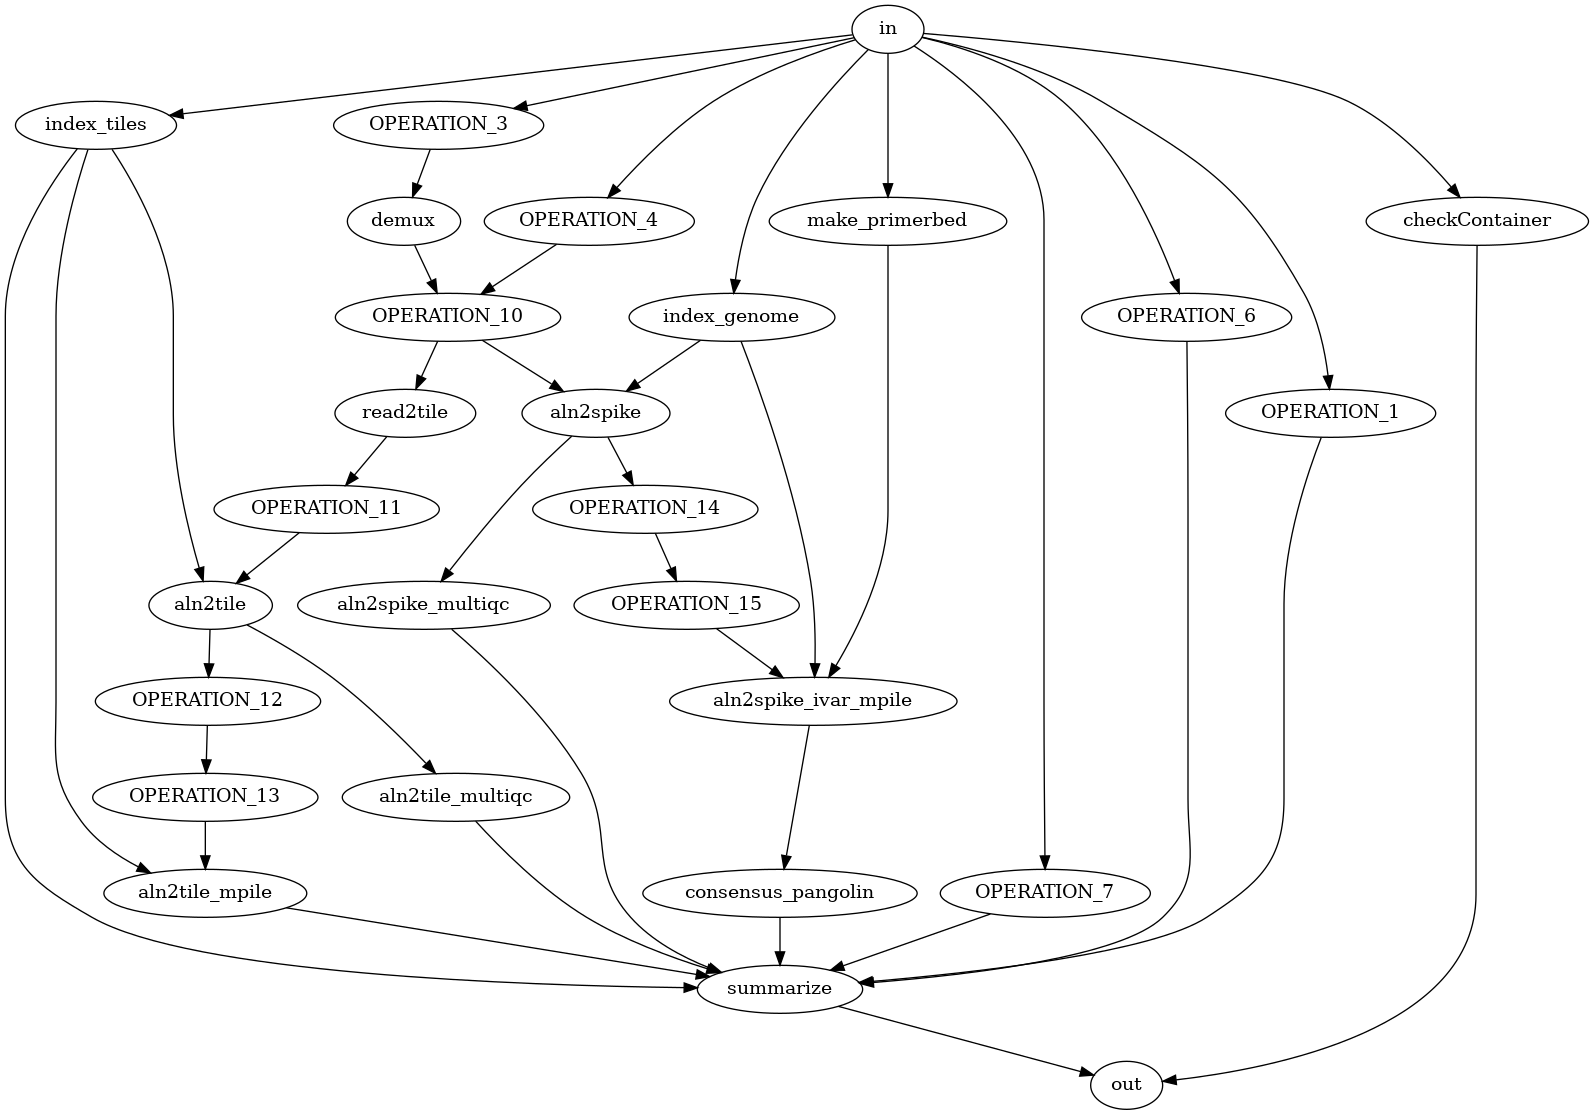 in
index_tiles
OPERATION_3
demux
OPERATION_4
make_primerbed
checkContainer
OPERATION_10
index_genome
OPERATION_6
read2tile
aln2spike
OPERATION_1
OPERATION_11
OPERATION_14
aln2tile
aln2spike_multiqc
OPERATION_15
OPERATION_12
aln2spike_ivar_mpile
OPERATION_13
aln2tile_multiqc
aln2tile_mpile
consensus_pangolin
OPERATION_7
summarize
out